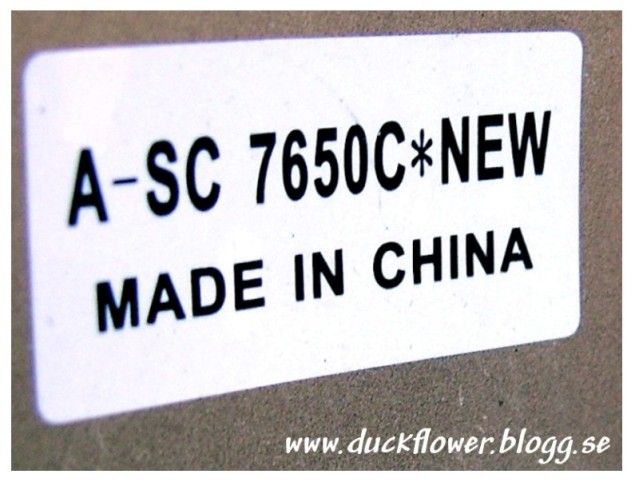 A-SC 7650C*NEW
MADE IN CHINA
www.duckflower.blogg.se